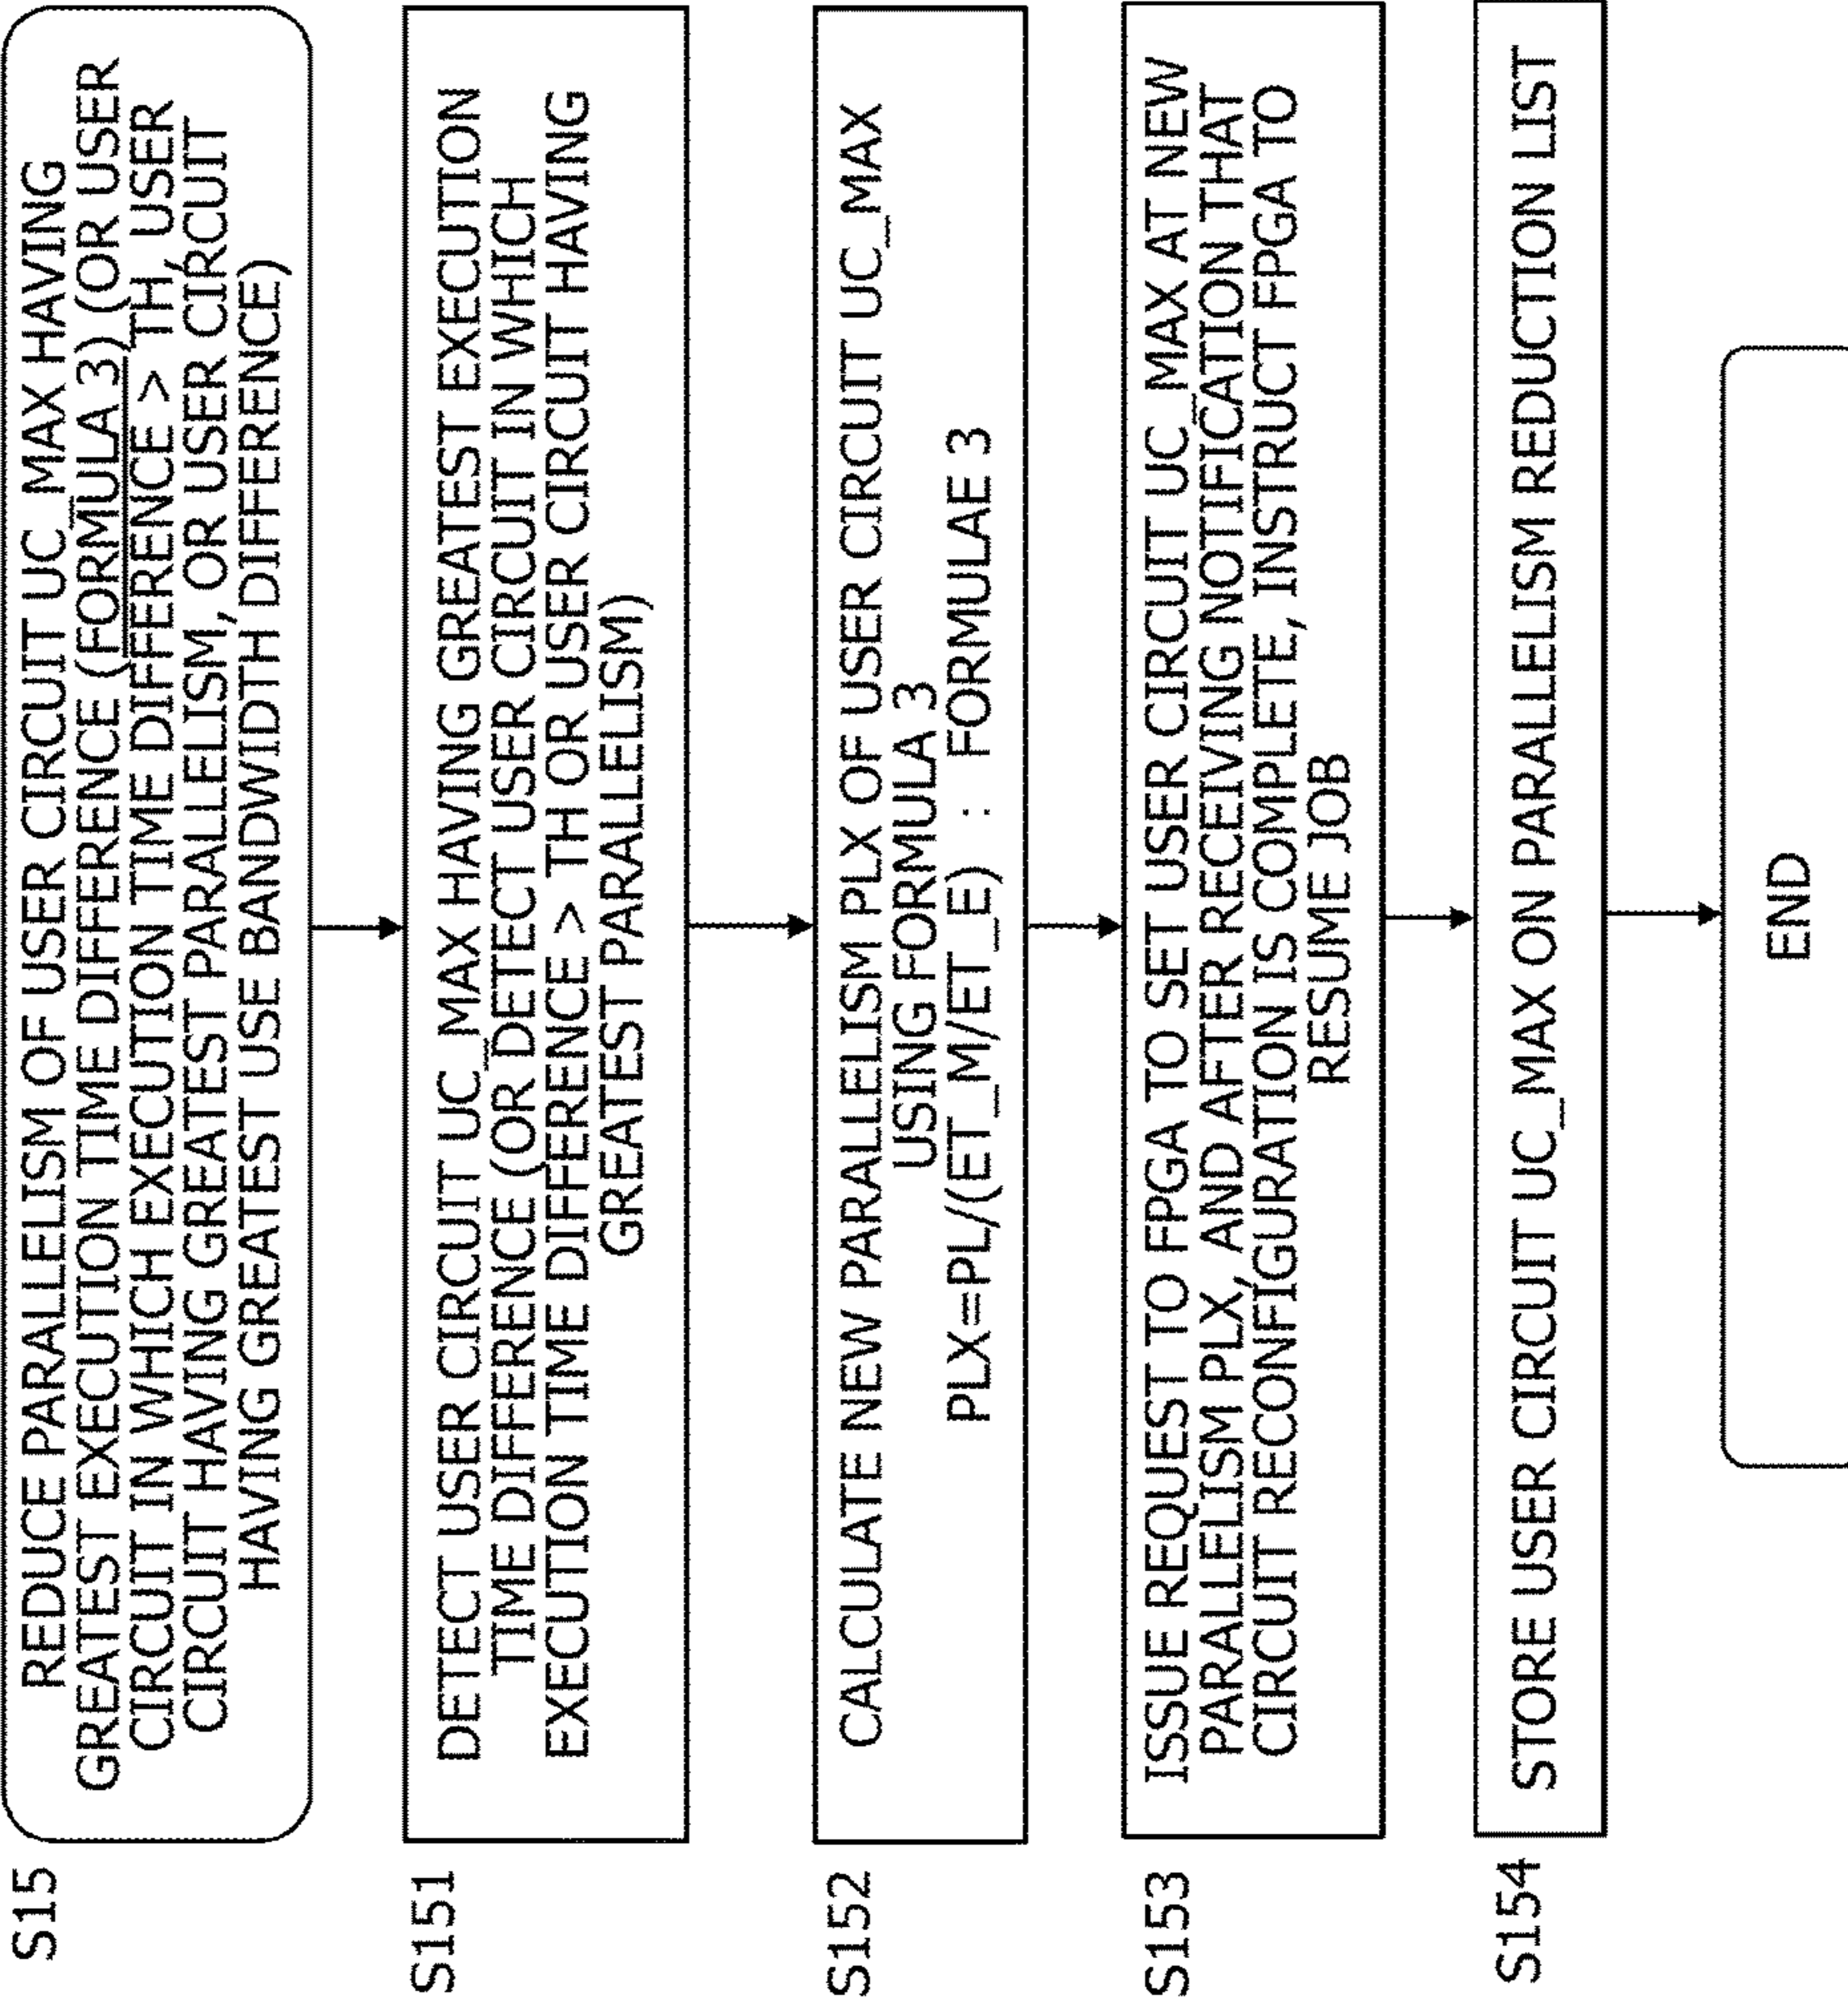 S15
REDUCE PARALLELISM OF USER CIRCUIT UC_MAX HAVING
GREATEST EXECUTION TIME DIFFERENCE (FORMULA 3) (OR USER
CIRCUIT IN WHICH EXECUTION TIME DIFFERENCE > TH, USER
CIRCUIT HAVING GREATEST PARALLELISM, OR USER CIRCUIT
HAVING GREATEST USE BANDWIDTH DIFFERENCE)
S151
DETECT USER CIRCUIT UC_MAX HAVING GREATEST EXECUTION
TIME DIFFERENCE (OR DETECT USER CIRCUIT IN WHICH
EXECUTION TIME DIFFERENCE > TH OR USER CIRCUIT HAVING
GREATEST PARALLELISM)
S152
CALCULATE NEW PARALLELISM PLX OF USER CIRCUIT UC_MAX
USING FORMULA 3
PLX=PL/(ET_M/ET_E) : FORMULAE 3
S153
ISSUE REQUEST TO FPGA TO SET USER CIRCUIT UC_MAX AT NEW
PARALLELISM PLX, AND AFTER RECEIVING NOTIFICATION THAT
CIRCUIT RECONFIGURATION IS COMPLETE, INSTRUCT FPGA TO
RESUME JOB
S154
STORE USER CIRCUIT UC_MAX ON PARALLELISM REDUCTION LIST
END